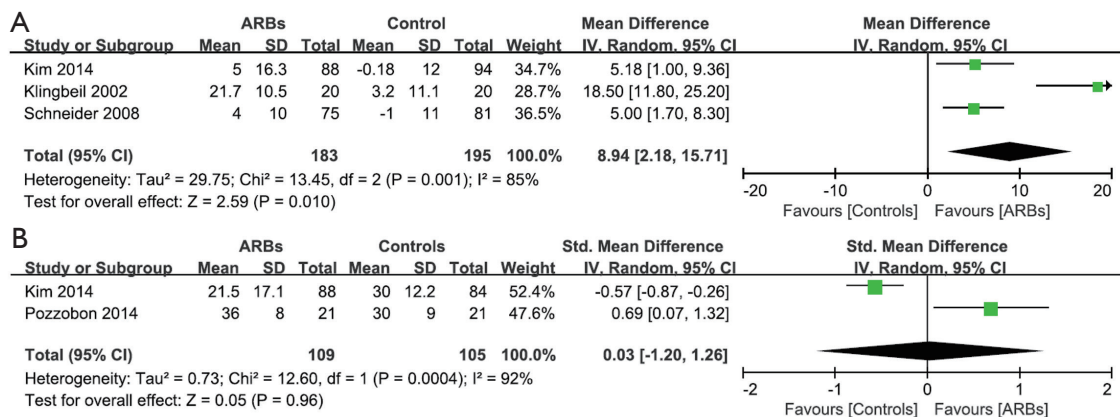 A
ARBs Control Mean Difference Mean Difference
Study or Subgroup Mean SD Total Mean SD Total Weight IV. Random. 95% CI IV. Random. 95% CI
Kim 2014 5 16.3 88 -0.18 12 94 34.7% 5.18 [1.00, 9.36]
Klingbeil 2002 21.7 10.5 20 3.2 11.1 20 28.7% 18.50 [11.80, 25.20]
Schneider 2008 4 10 75 -1 11 81 36.5% 5.00 [1.70, 8.30]
Total (95% CI) 183 195 100.0% 8.94 [2.18, 15.71]
Heterogeneity: Tau² = 29.75; Chi² = 13.45, df = 2 (P = 0.001); I² = 85%
Test for overall effect: Z = 2.59 (P = 0.010)
-20 -10 0 10 20
Favours [Controls] Favours [ARBs]
B
ARBs Controls Std. Mean Difference Std. Mean Difference
Study or Subgroup Mean SD Total Mean SD Total Weight IV. Random. 95% CI IV. Random. 95% CI
Kim 2014 21.5 17.1 88 30 12.2 84 52.4% -0.57 [-0.87, -0.26]
Pozzobon 2014 36 8 21 30 9 21 47.6% 0.69 [0.07, 1.32]
Total (95% CI) 109 105 100.0% 0.03 [-1.20, 1.26]
Heterogeneity: Tau² = 0.73; Chi² = 12.60, df = 1 (P = 0.0004); I² = 92%
Test for overall effect: Z = 0.05 (P = 0.96)
-2 -1 0 1 2
Favours [Controls] Favours [ARBs]